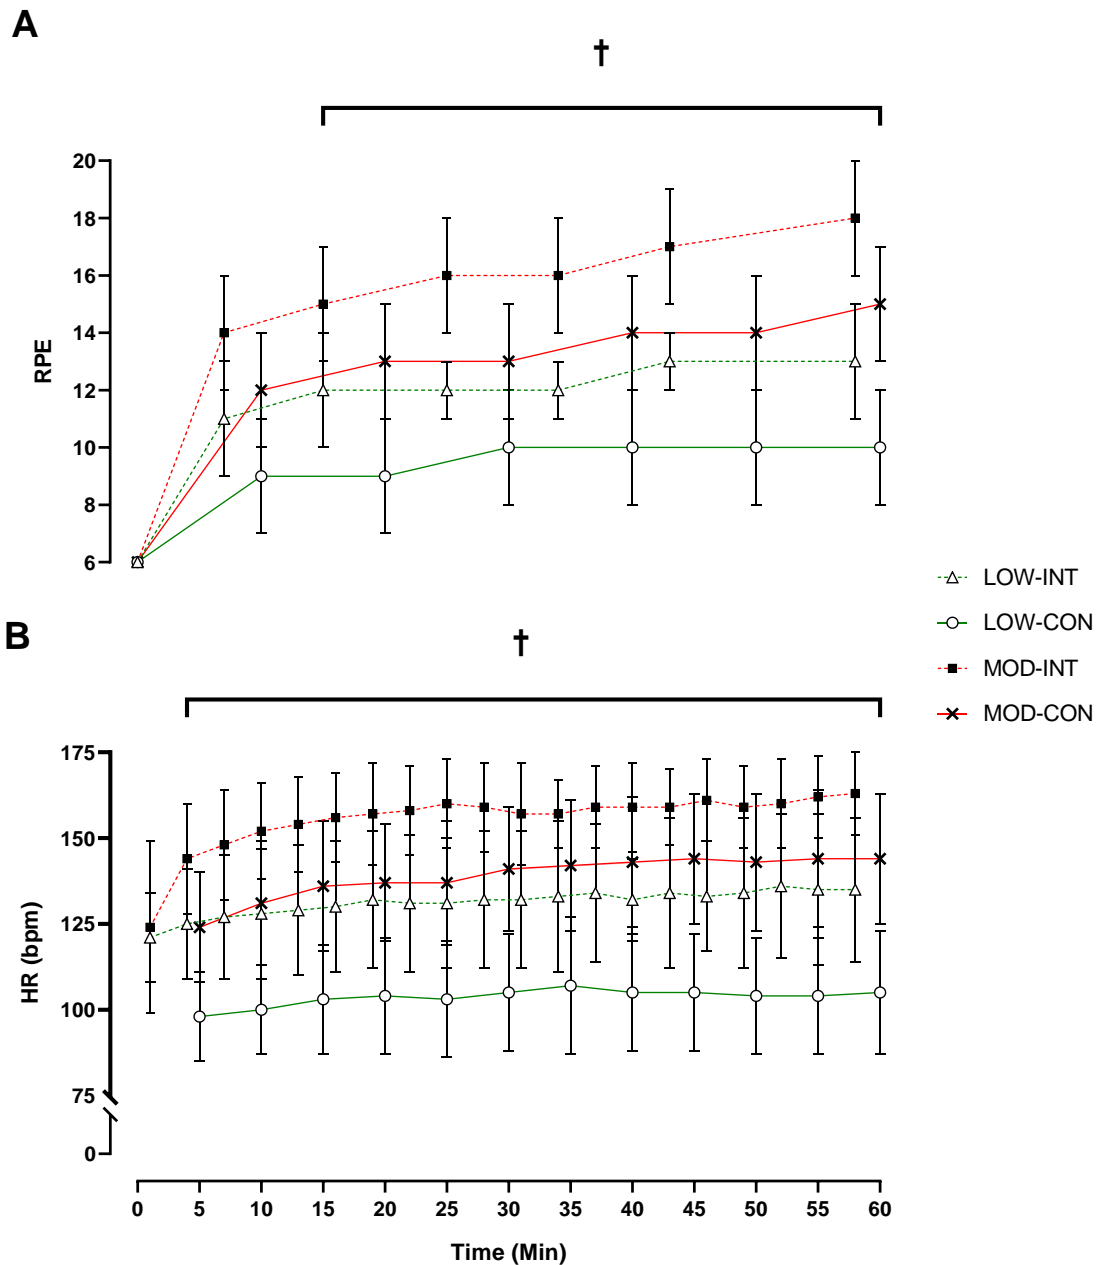 A
†
20
18
16
14
12
10
8
6
RPE
LOW-INT
LOW-CON
MOD-INT
MOD-CON
B
†
175
150
125
100
75
0
HR (bpm)
0 5 10 15 20 25 30 35 40 45 50 55 60
Time (Min)